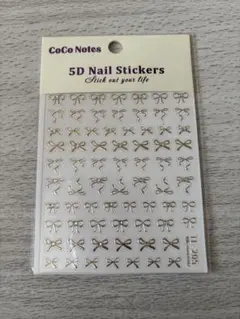 CoCo Notes
5D Nail Stickers
Stick out your life